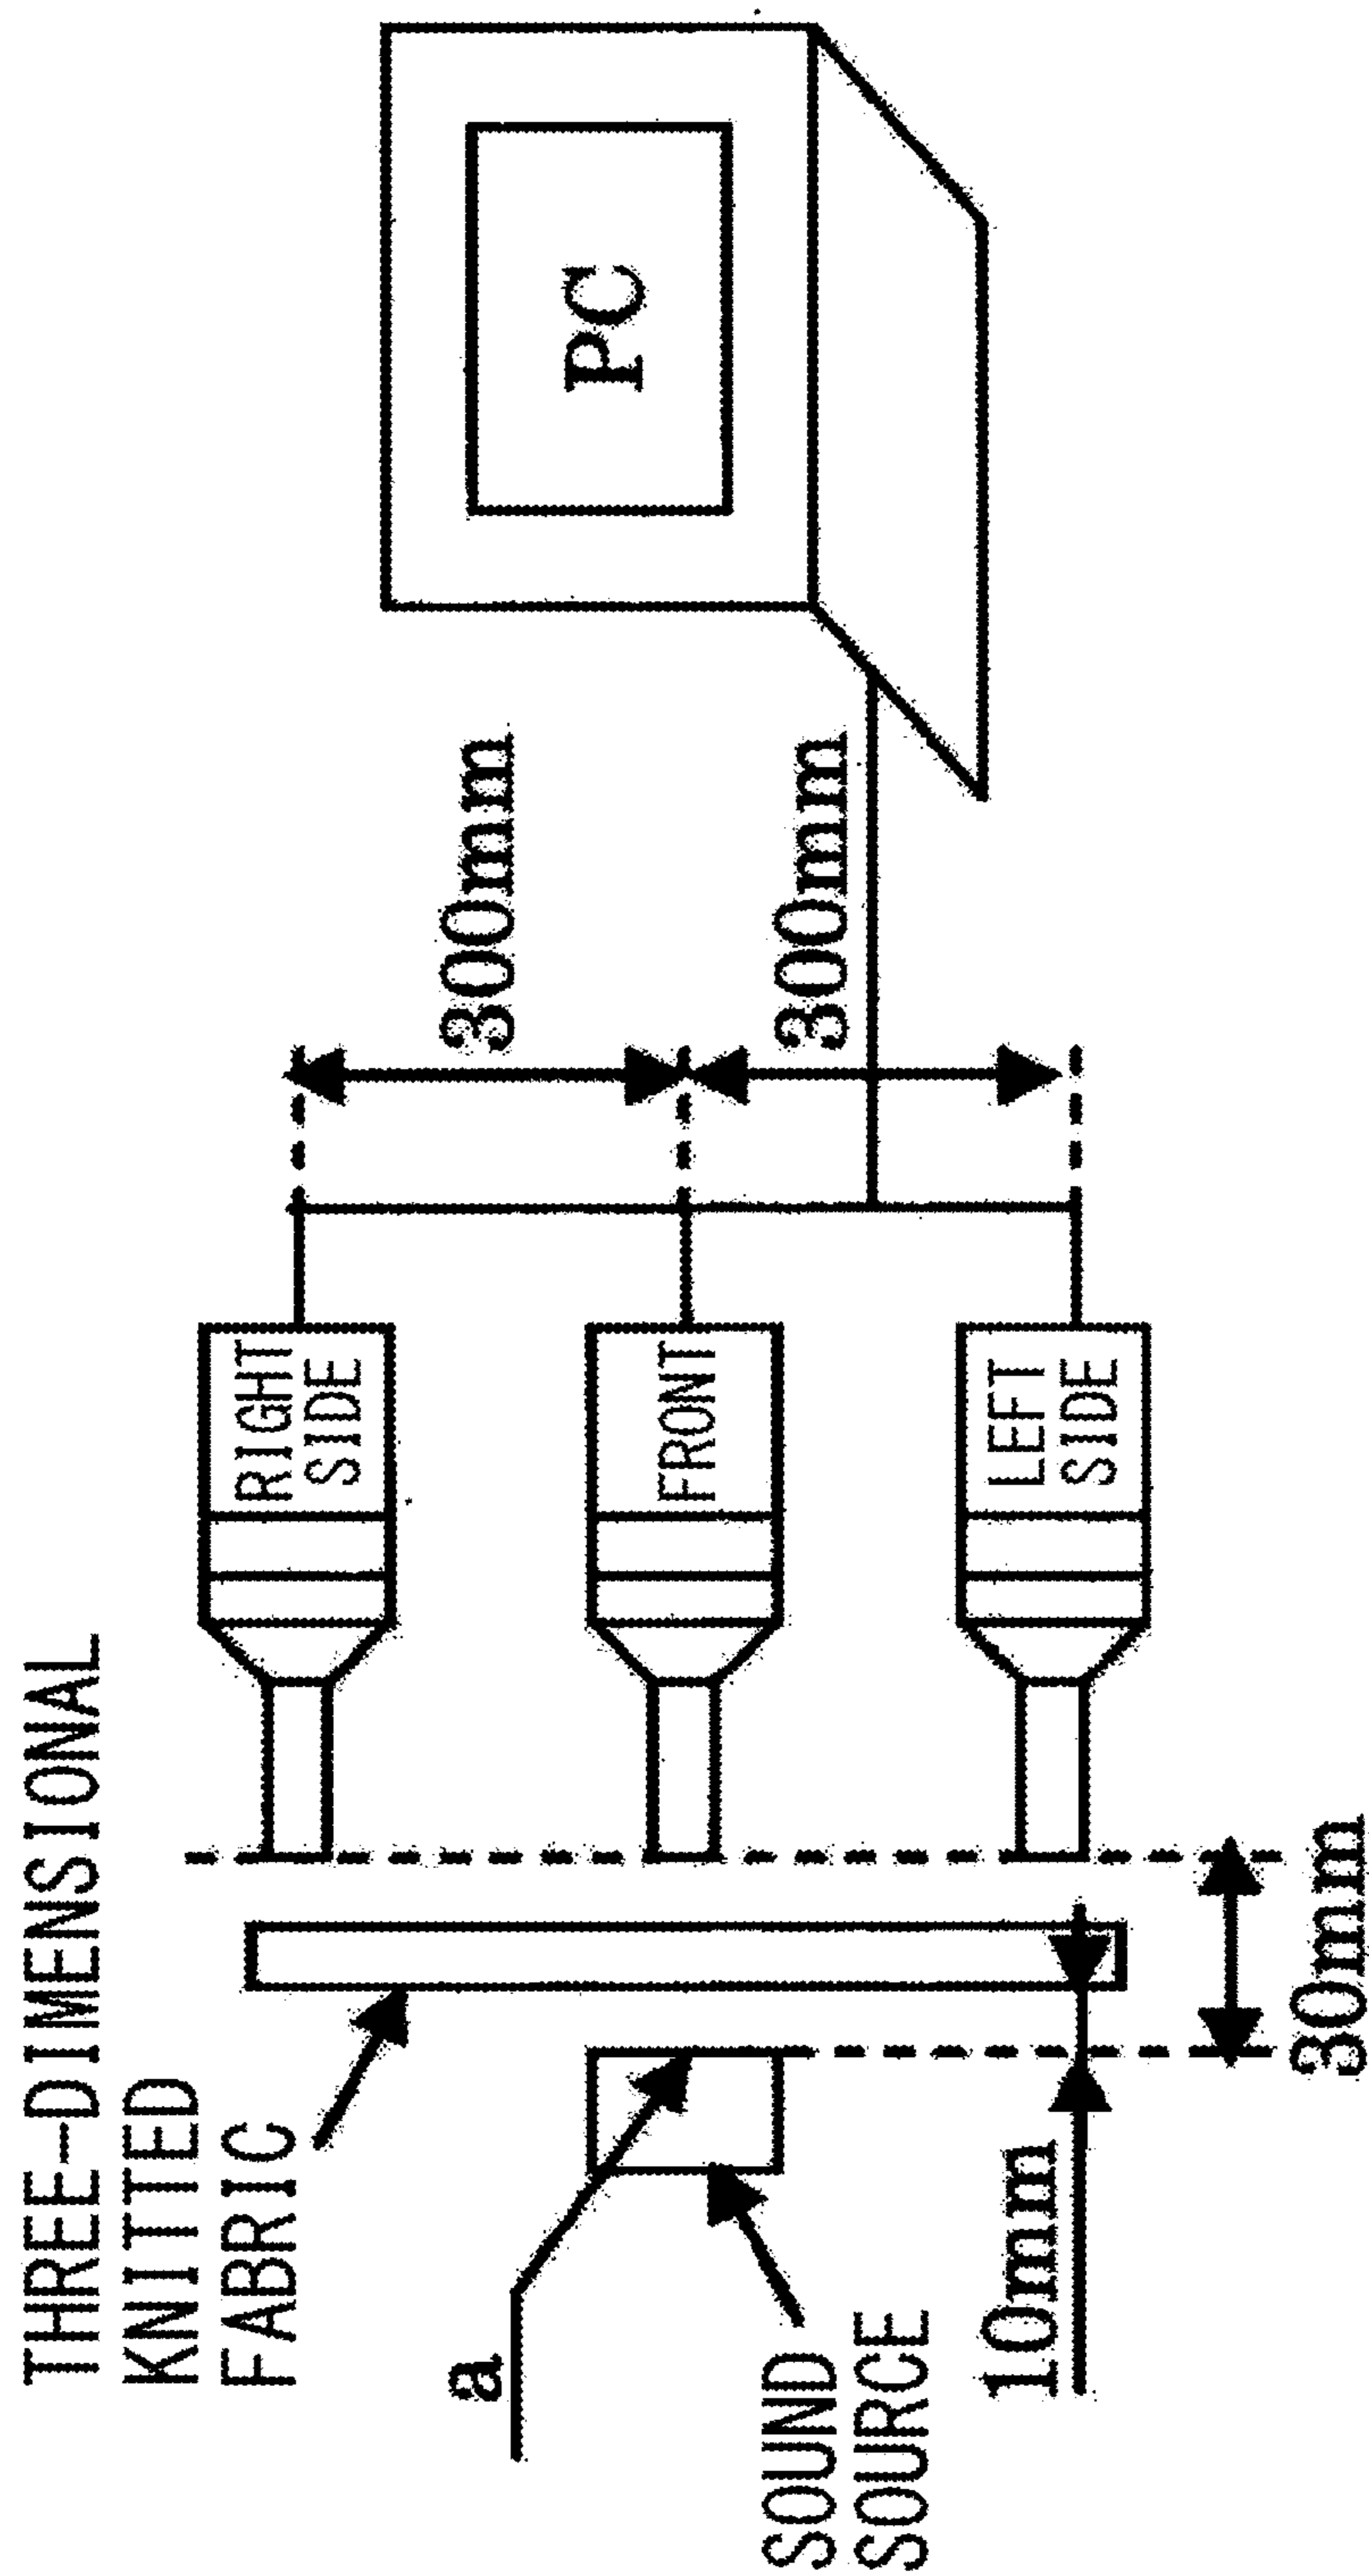 THREE-DIMENSIONAL
KNITTED
FABRIC
RIGHT
SIDE
300mm
PC
a
FRONT
SOUND
SOURCE
300mm
LEFT
SIDE
10mm
30mm